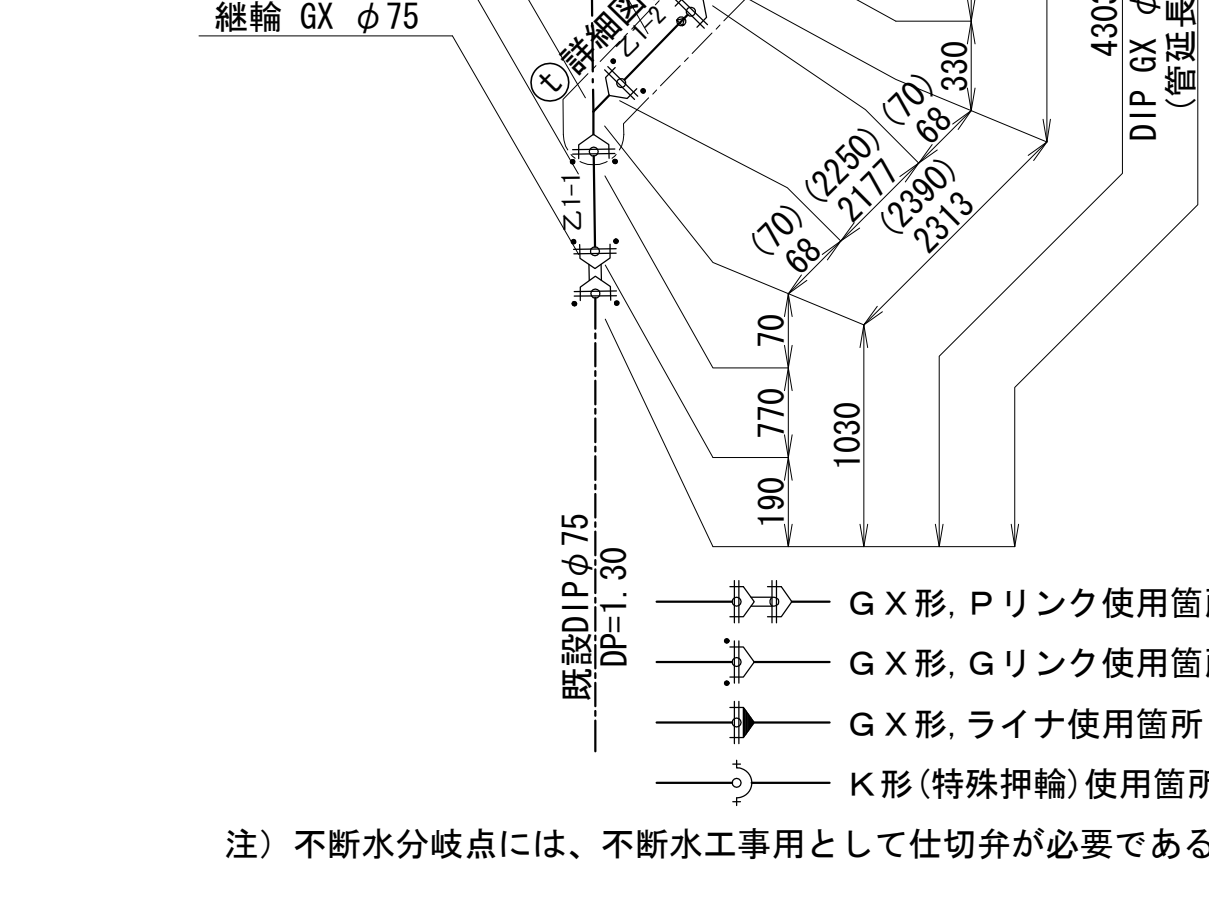 継輪 GX φ75
詳細図
t
Z1-2
Z1-1
330
4303
DIP GX φ
(管延長
(70)
68
(2250)
2177
(2390)
2313
(70)
68
70
770
1030
190
既設DIPφ75
DP=1.30
GX形,Pリンク使用箇
GX形,Gリンク使用箇
GX形,ライナ使用箇所
K形(特殊押輪)使用箇所
注) 不断水分岐点には、不断水工事用として仕切弁が必要である